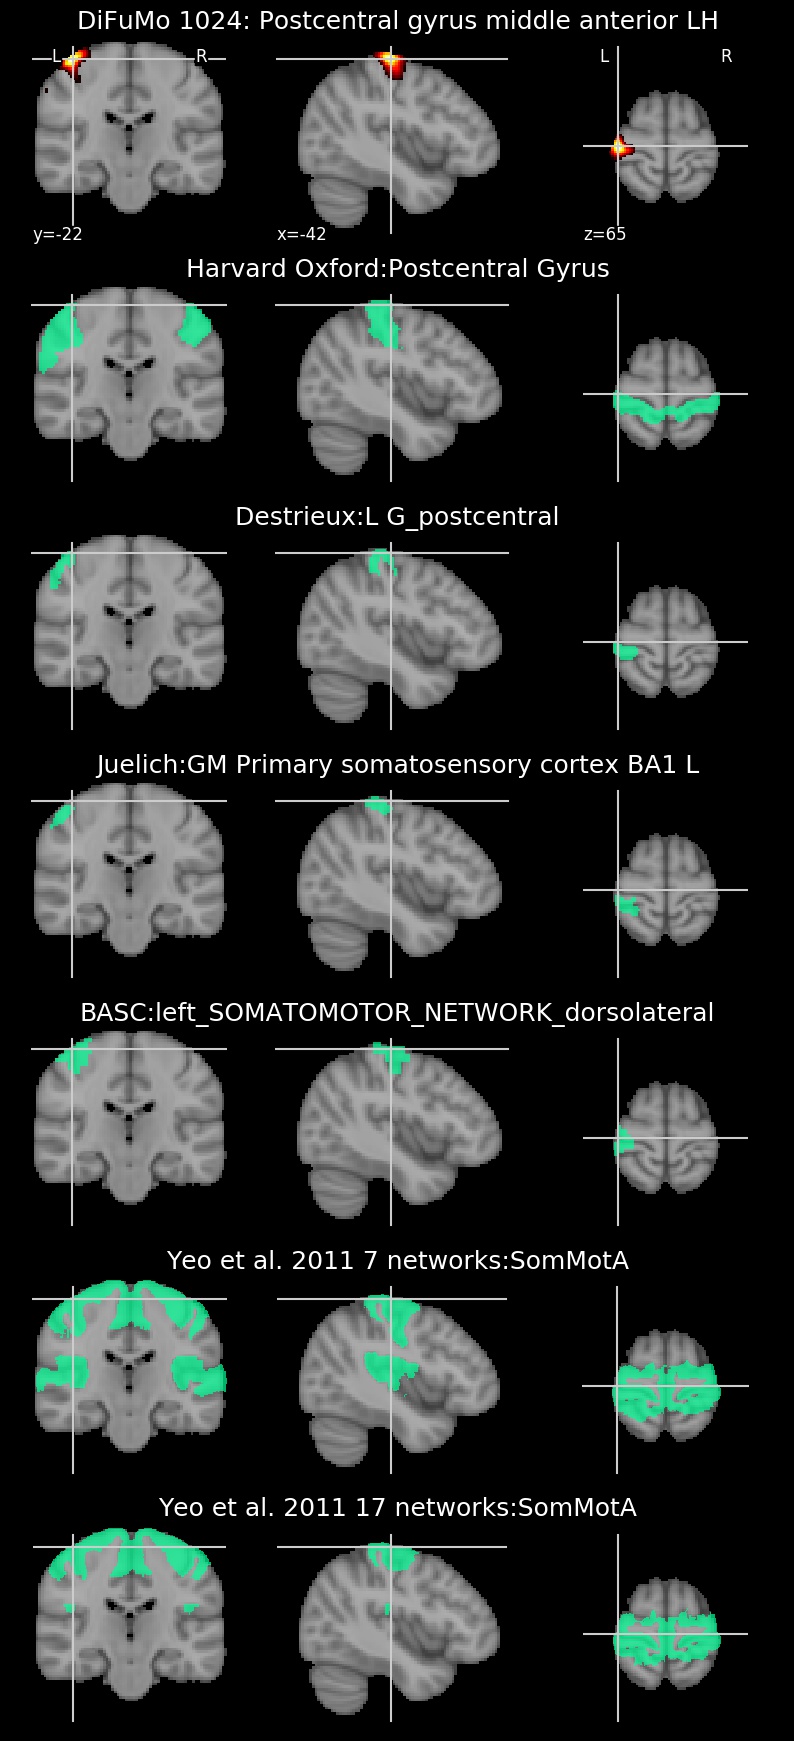 DiFuMo 1024: Postcentral gyrus middle anterior LH
L R L R
y=-22 x=-42 z=65
Harvard Oxford:Postcentral Gyrus
Destrieux:L G_postcentral
Juelich:GM Primary somatosensory cortex BA1 L
BASC:left_SOMATOMOTOR_NETWORK_dorsolateral
Yeo et al. 2011 7 networks:SomMotA
Yeo et al. 2011 17 networks:SomMotA